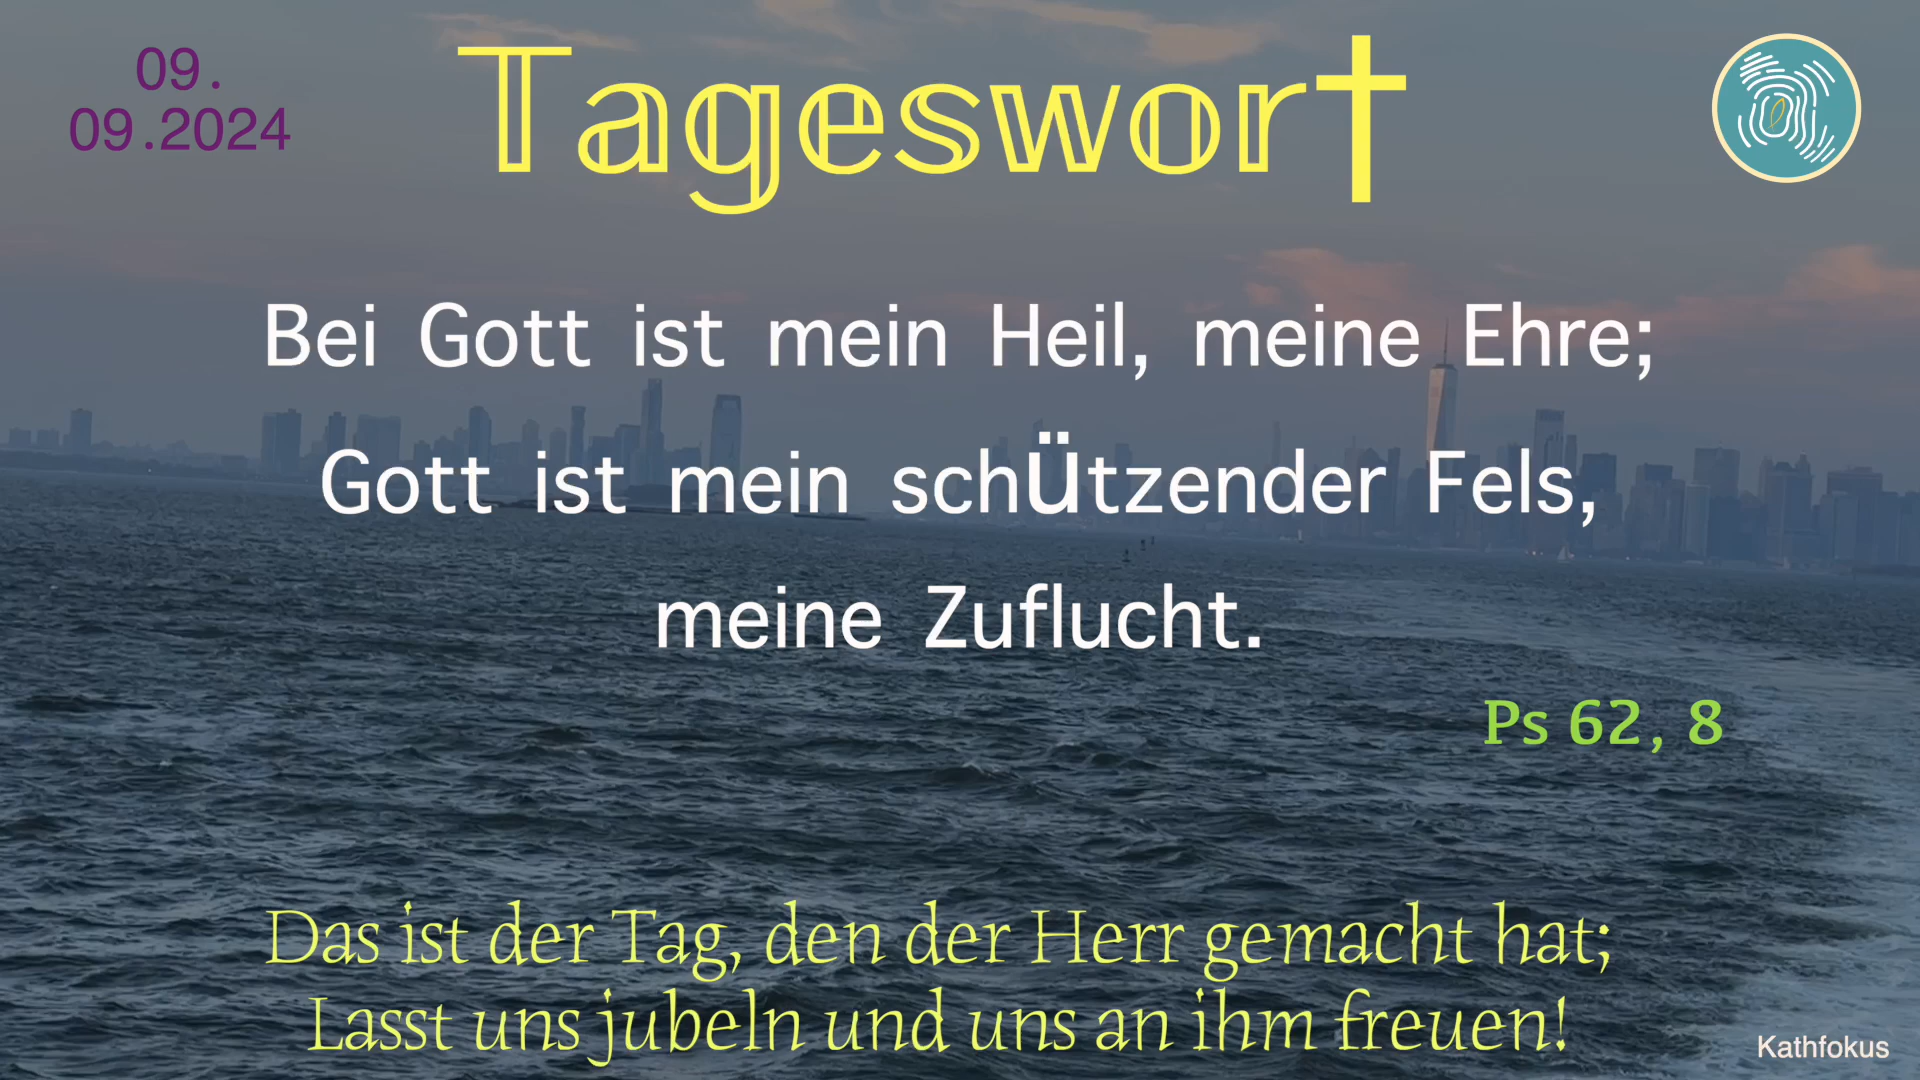 09.
09.2024
Tageswort
Bei Gott ist mein Heil, meine Ehre;
Gott ist mein schützender Fels,
meine Zuflucht.
Ps 62, 8
Das ist der Tag, den der Herr gemacht hat;
Lasst uns jubeln und uns an ihm freuen!
Kathfokus